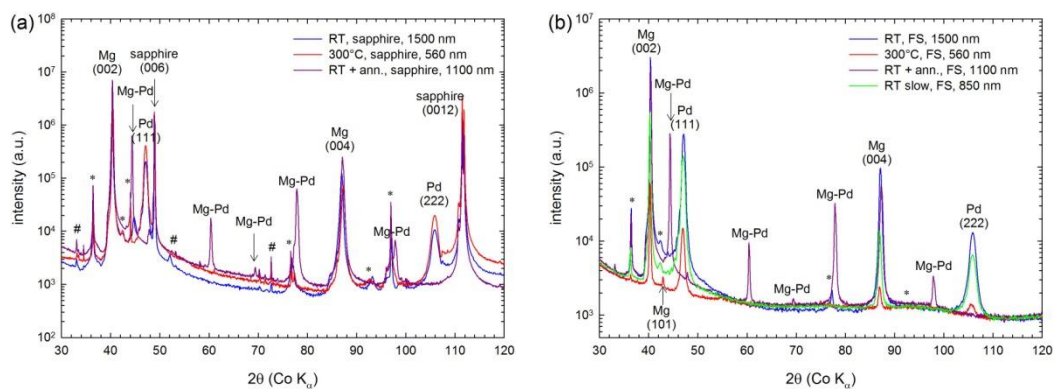 (a)
RT, sapphire, 1500 nm
300°C, sapphire, 560 nm
RT + ann., sapphire, 1100 nm
Mg
(002)
sapphire
(006)
Mg-Pd
Pd
(111)
sapphire
(0012)
Mg
(004)
Mg-Pd
Pd
(222)
Mg-Pd
Mg-Pd
Mg-Pd
*
*
*
*
*
*
#
#
#
intensity (a.u.)
10^8
10^7
10^6
10^5
10^4
10^3
10^2
30 40 50 60 70 80 90 100 110 120
2θ (Co K_α)
(b)
RT, FS, 1500 nm
300°C, FS, 560 nm
RT + ann., FS, 1100 nm
RT slow, FS, 850 nm
Mg
(002)
Mg-Pd
Pd
(111)
Mg
(004)
Mg-Pd
Pd
(222)
Mg-Pd
Mg-Pd
Mg-Pd
*
*
*
*
Mg
(101)
intensity (a.u.)
10^7
10^6
10^5
10^4
10^3
30 40 50 60 70 80 90 100 110 120
2θ (Co K_α)